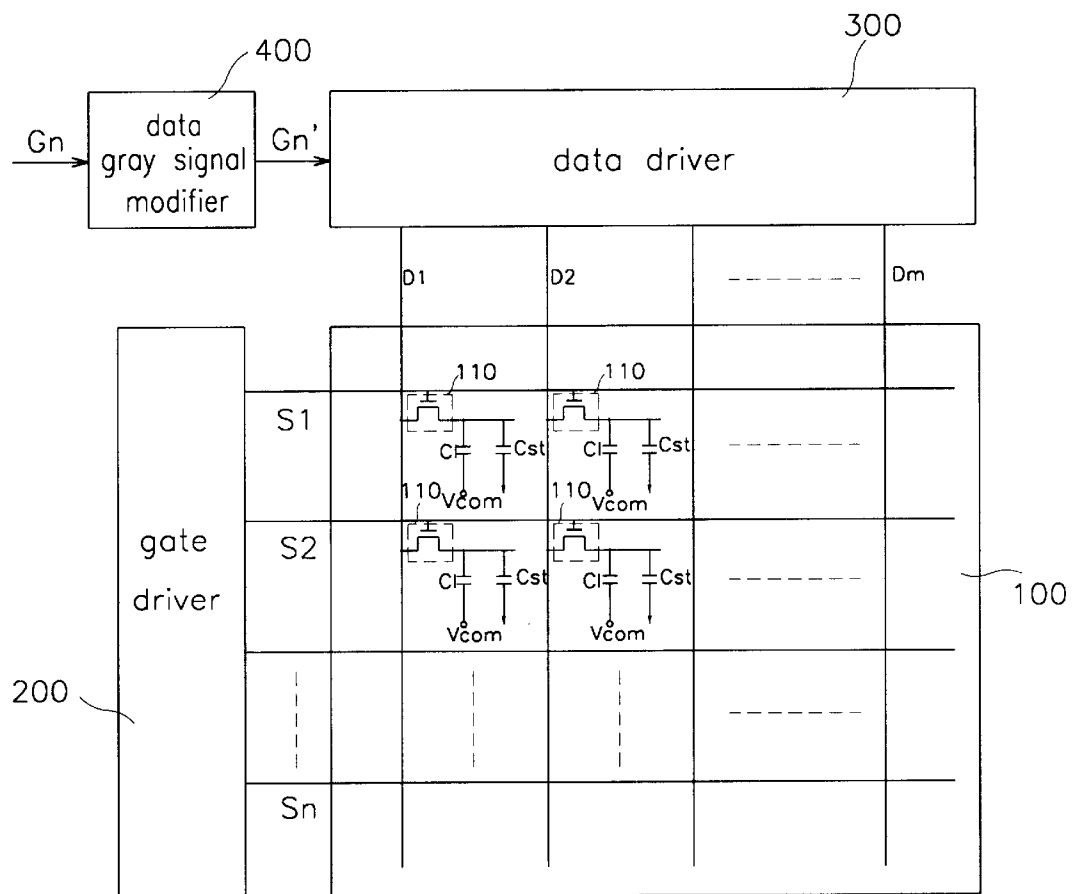 400
300
Gn
data
gray signal
modifier
Gn'
data driver
D1
D2
Dm
110
110
S1
Cl
Cst
Cl
Cst
110
Vcom
110
Vcom
gate
driver
S2
Cl
Cst
Cl
Cst
100
Vcom
Vcom
200
Sn